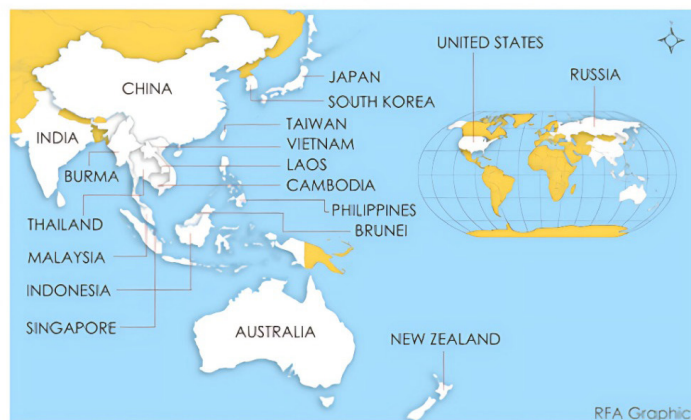 UNITED STATES
RUSSIA
CHINA
JAPAN
SOUTH KOREA
TAIWAN
INDIA
VIETNAM
LAOS
BURMA
CAMBODIA
PHILIPPINES
THAILAND
BRUNEI
MALAYSIA
INDONESIA
SINGAPORE
AUSTRALIA
NEW ZEALAND
RFA Graphic